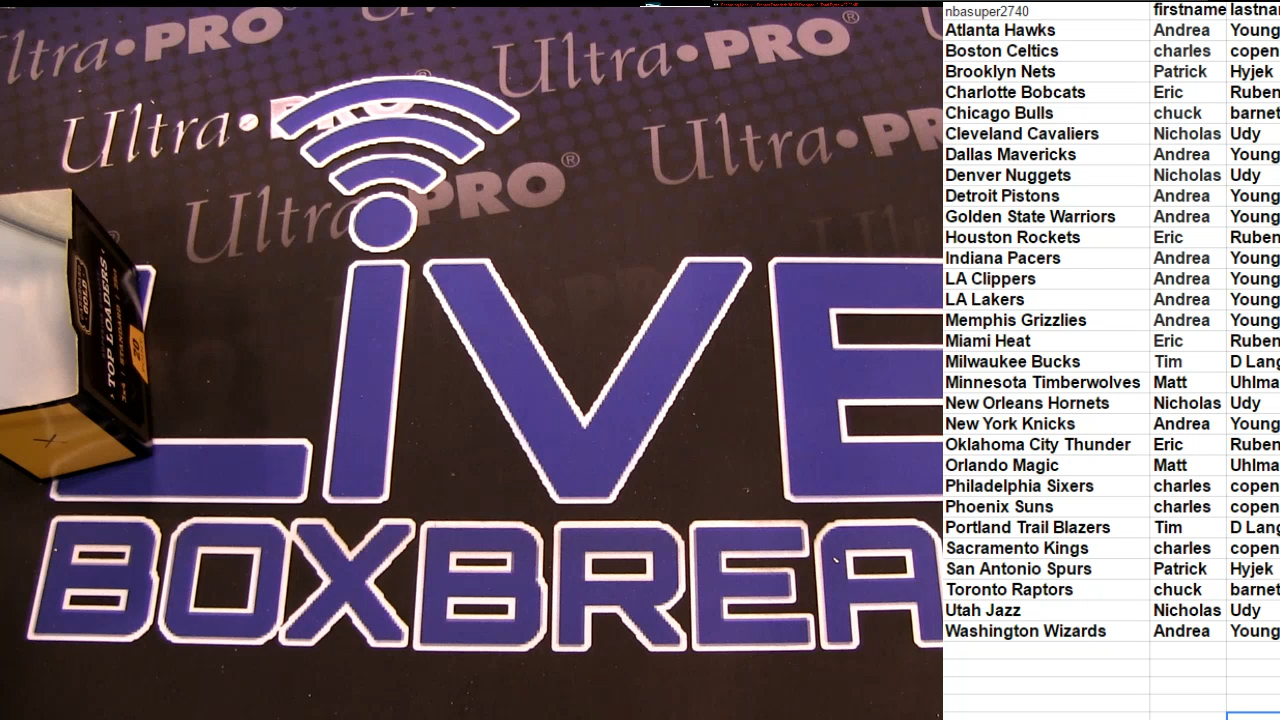 Ultra•PRO®
Ultra•PRO®
Ultra•PRO
Ultra•PRO
Ultra PRO®
LiVE
BOXBREA
GOLD
TOP LOADERS
3x4 STANDARD
20
nbasuper2740 firstname lastna
Atlanta Hawks Andrea Young
Boston Celtics charles copen
Brooklyn Nets Patrick Hyjek
Charlotte Bobcats Eric Ruben
Chicago Bulls chuck barnet
Cleveland Cavaliers Nicholas Udy
Dallas Mavericks Andrea Young
Denver Nuggets Nicholas Udy
Detroit Pistons Andrea Young
Golden State Warriors Andrea Young
Houston Rockets Eric Ruben
Indiana Pacers Andrea Young
LA Clippers Andrea Young
LA Lakers Andrea Young
Memphis Grizzlies Andrea Young
Miami Heat Eric Ruben
Milwaukee Bucks Tim D Lang
Minnesota Timberwolves Matt Uhlma
New Orleans Hornets Nicholas Udy
New York Knicks Andrea Young
Oklahoma City Thunder Eric Ruben
Orlando Magic Matt Uhlma
Philadelphia Sixers charles copen
Phoenix Suns charles copen
Portland Trail Blazers Tim D Lang
Sacramento Kings charles copen
San Antonio Spurs Patrick Hyjek
Toronto Raptors chuck barnet
Utah Jazz Nicholas Udy
Washington Wizards Andrea Young